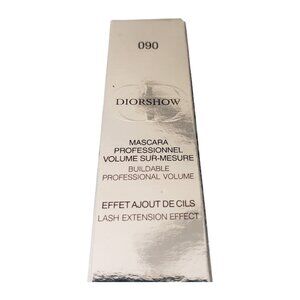 090
DIORSHOW
MASCARA
PROFESSIONNEL
VOLUME SUR-MESURE
BUILDABLE
PROFESSIONAL VOLUME
EFFET AJOUT DE CILS
LASH EXTENSION EFFECT